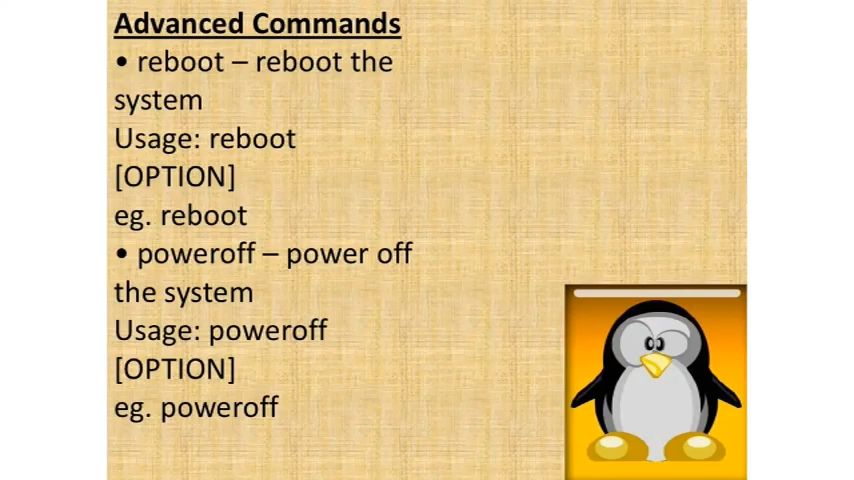 Advanced Commands
• reboot – reboot the
system
Usage: reboot
[OPTION]
eg. reboot
• poweroff – power off
the system
Usage: poweroff
[OPTION]
eg. poweroff